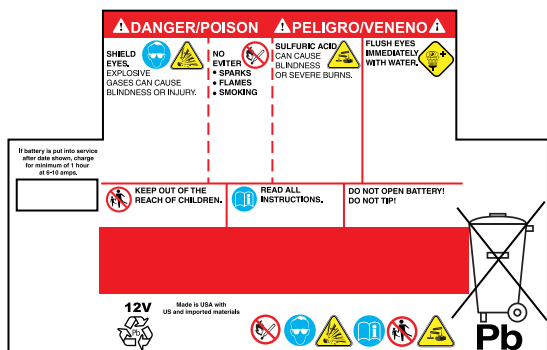 DANGER/POISON
PELIGRO/VENENO
SHIELD
EYES.
EXPLOSIVE
GASES CAN CAUSE
BLINDNESS OR INJURY.
NO
EVITER
• SPARKS
• FLAMES
• SMOKING
SULFURIC ACID
CAN CAUSE
BLINDNESS
OR SEVERE BURNS.
FLUSH EYES
IMMEDIATELY
WITH WATER.
If battery is put into service
after date shown, charge
for minimum of 1 hour
at 6-10 amps.
KEEP OUT OF THE
REACH OF CHILDREN.
READ ALL
INSTRUCTIONS.
DO NOT OPEN BATTERY!
DO NOT TIP!
12V
Pb
Made is USA with
US and imported materials
Pb